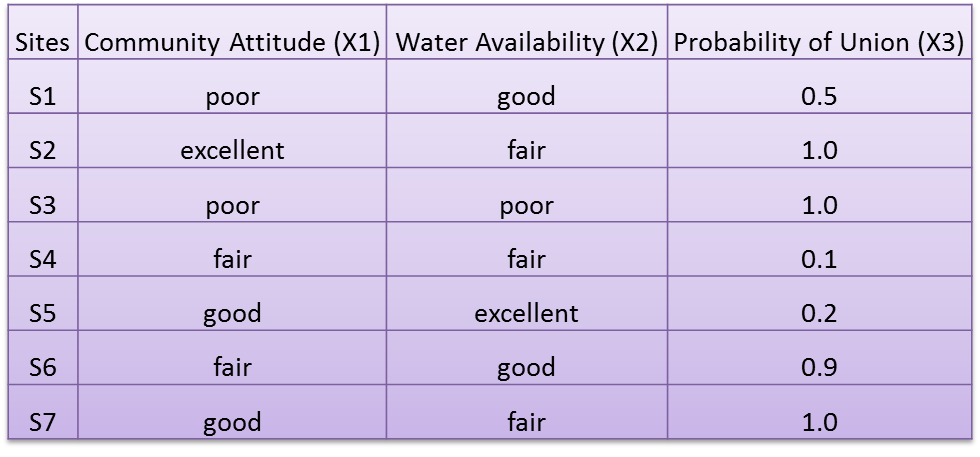 Sites Community Attitude (X1) Water Availability (X2) Probability of Union (X3)
S1 poor good 0.5
S2 excellent fair 1.0
S3 poor poor 1.0
S4 fair fair 0.1
S5 good excellent 0.2
S6 fair good 0.9
S7 good fair 1.0